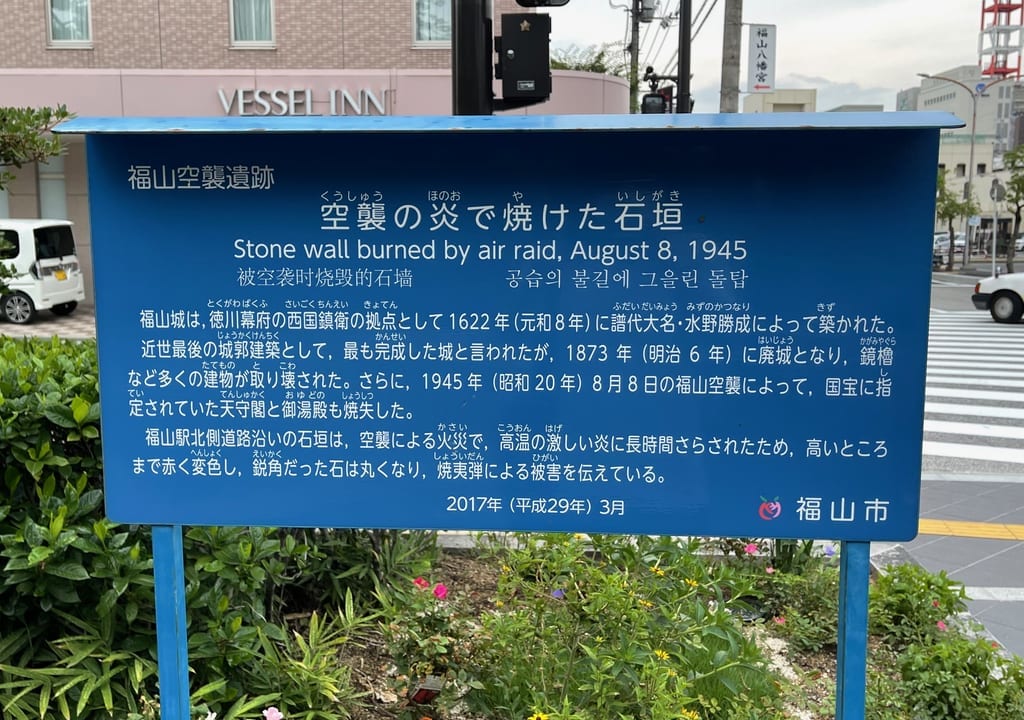 福山八幡宮
VESSEL INN
福山空襲遺跡
空襲の炎で焼けた石垣
Stone wall burned by air raid, August 8, 1945
被空袭时烧毁的石墙 공습의 불길에 그을린 돌탑
福山城は,徳川幕府の西国鎮衛の拠点として1622年(元和8年)に譜代大名・水野勝成によって築かれた。
近世最後の城郭建築として,最も完成した城と言われたが,1873年(明治6年)に廃城となり,鏡櫓
など多くの建物が取り壊された。さらに,1945年(昭和20年)8月8日の福山空襲によって,国宝に指
定されていた天守閣と御湯殿も焼失した。
福山駅北側道路沿いの石垣は,空襲による火災で,高温の激しい炎に長時間さらされたため,高いところ
まで赤く変色し,鋭角だった石は丸くなり,焼夷弾による被害を伝えている。
2017年(平成29年)3月
福山市